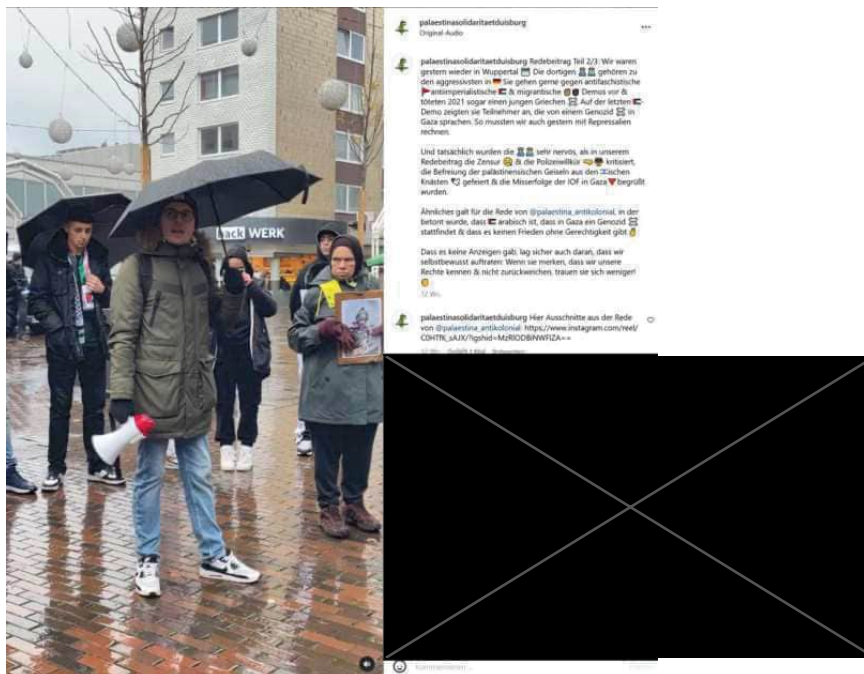 back WERK
palaestinasolidaritaetduisburg
Original-Audio
palaestinasolidaritaetduisburg Redebeitrag Teil 2/3: Wir waren
gestern wieder in Wuppertal Die dortigen gehören zu
den aggressivsten in Sie gehen gerne gegen antifaschistische
antiimperialistische & migrantische Demos vor &
töteten 2021 sogar einen jungen Griechen Auf der letzten -
Demo zeigten sie Teilnehmer an, die von einem Genozid in
Gaza sprachen. So mussten wir auch gestern mit Repressalien
rechnen.
Und tatsächlich wurden die sehr nervös, als in unserem
Redebeitrag die Zensur & die Polizeiwillkür kritisiert,
die Befreiung der palästinensischen Geiseln aus den ischen
Knästen gefeiert & die Misserfolge der IOF in Gaza begrüßt
wurden.
Ähnliches galt für die Rede von @palaestina_antikolonial, in der
betont wurde, dass arabisch ist, dass in Gaza ein Genozid
stattfindet & dass es keinen Frieden ohne Gerechtigkeit gibt
Dass es keine Anzeigen gab, lag sicher auch daran, dass wir
selbstbewusst auftraten: Wenn sie merken, dass wir unsere
Rechte kennen & nicht zurückweichen, trauen sie sich weniger!
palaestinasolidaritaetduisburg Hier Ausschnitte aus der Rede
von @palaestina_antikolonial: https://www.instagram.com/reel/
Kommentieren ...